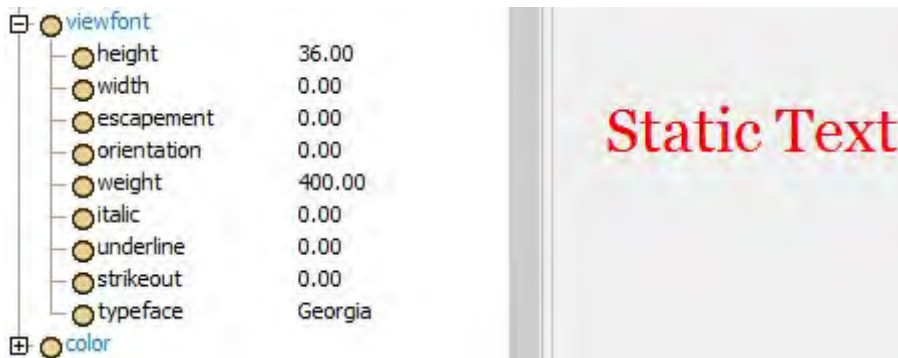 viewfont
height 36.00
width 0.00
escapement 0.00
orientation 0.00
weight 400.00
italic 0.00
underline 0.00
strikeout 0.00
typeface Georgia
color
Static Text